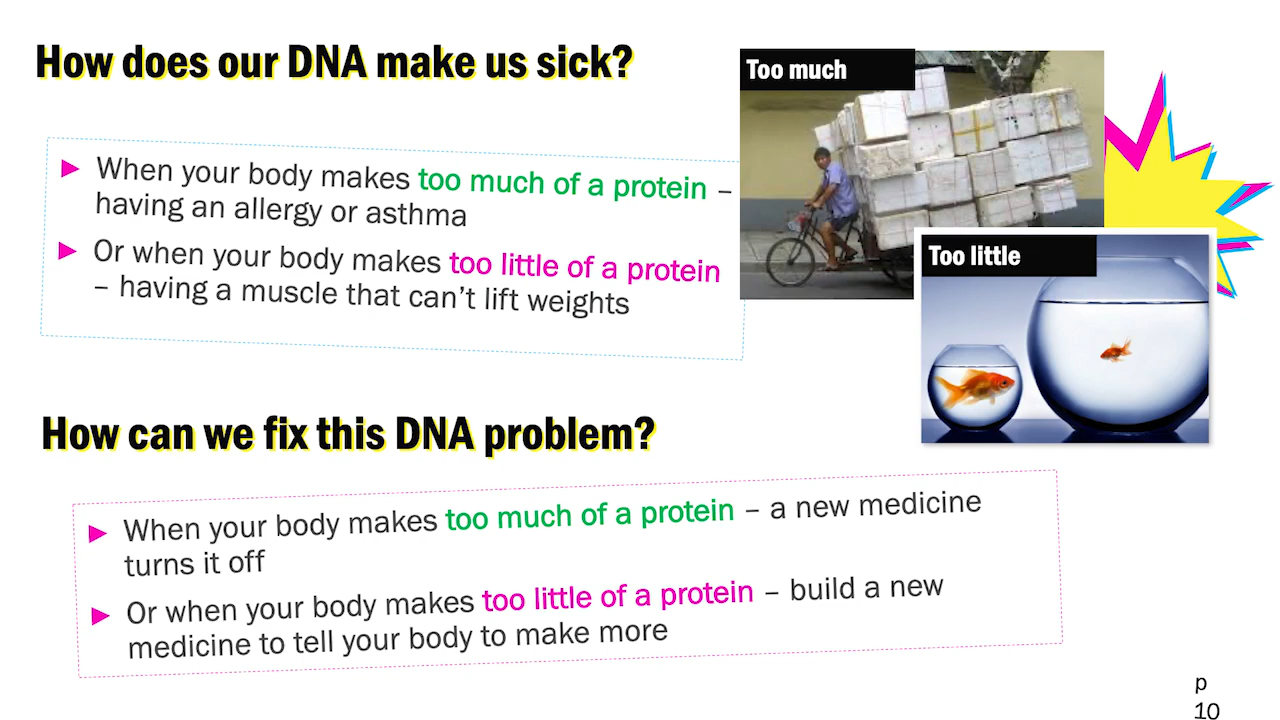 How does our DNA make us sick?
Too much
▶ When your body makes too much of a protein –
having an allergy or asthma
▶ Or when your body makes too little of a protein
– having a muscle that can’t lift weights
Too little
How can we fix this DNA problem?
▶ When your body makes too much of a protein – a new medicine
turns it off
▶ Or when your body makes too little of a protein – build a new
medicine to tell your body to make more
p
10